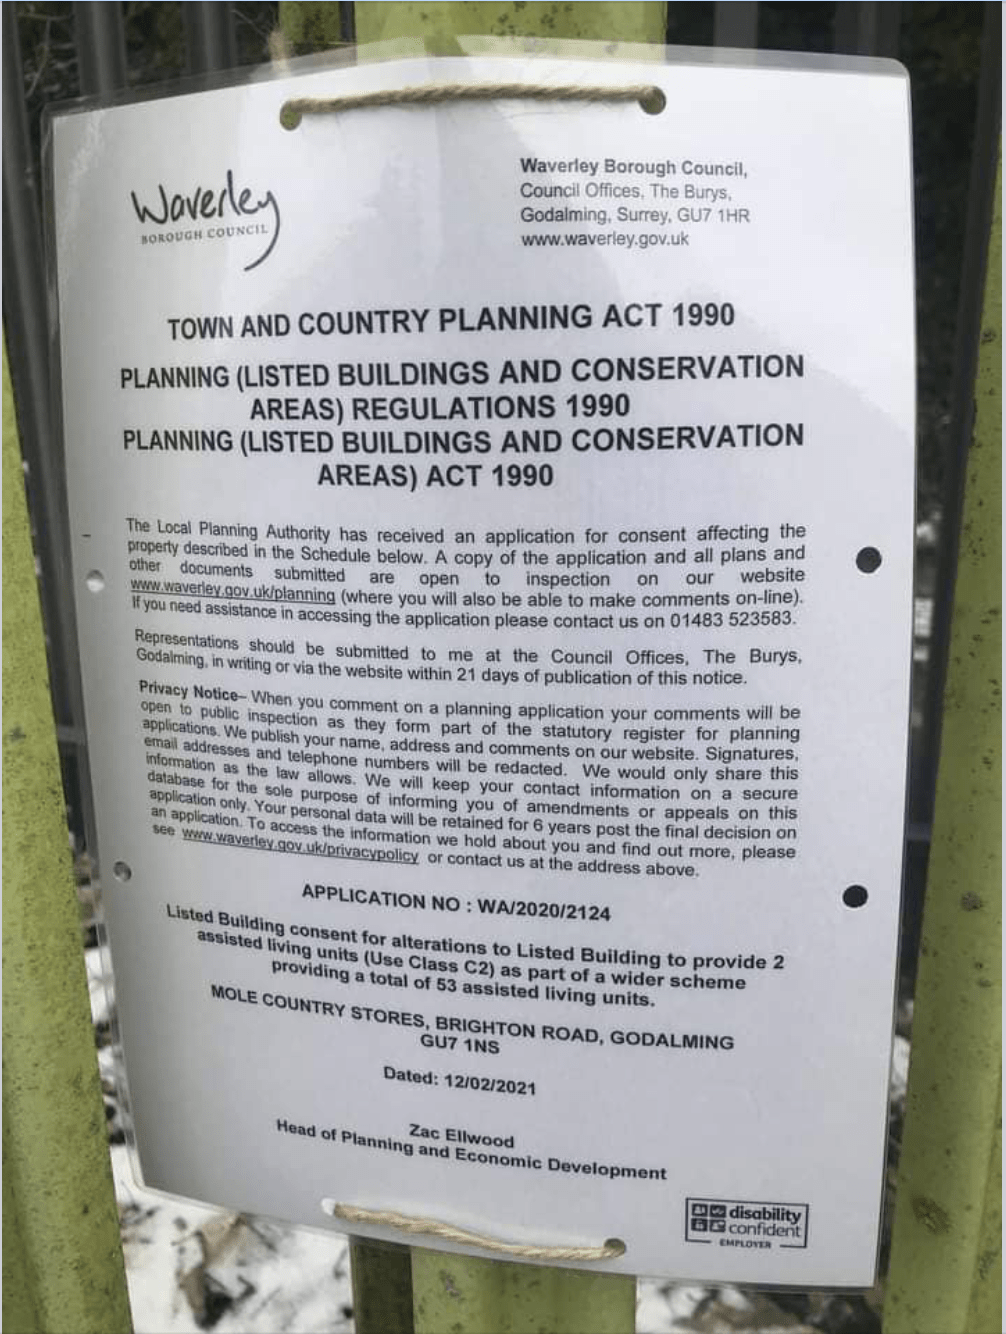 Waverley
BOROUGH COUNCIL
Waverley Borough Council,
Council Offices, The Burys,
Godalming, Surrey, GU7 1HR
www.waverley.gov.uk
TOWN AND COUNTRY PLANNING ACT 1990
PLANNING (LISTED BUILDINGS AND CONSERVATION
AREAS) REGULATIONS 1990
PLANNING (LISTED BUILDINGS AND CONSERVATION
AREAS) ACT 1990
The Local Planning Authority has received an application for consent affecting the
property described in the Schedule below. A copy of the application and all plans and
other documents submitted are open to inspection on our website
www.waverley.gov.uk/planning (where you will also be able to make comments on-line).
If you need assistance in accessing the application please contact us on 01483 523583.
Representations should be submitted to me at the Council Offices, The Burys,
Godalming, in writing or via the website within 21 days of publication of this notice.
Privacy Notice– When you comment on a planning application your comments will be
open to public inspection as they form part of the statutory register for planning
applications. We publish your name, address and comments on our website. Signatures,
email addresses and telephone numbers will be redacted. We would only share this
information as the law allows. We will keep your contact information on a secure
database for the sole purpose of informing you of amendments or appeals on this
application only. Your personal data will be retained for 6 years post the final decision on
an application. To access the information we hold about you and find out more, please
see www.waverley.gov.uk/privacypolicy or contact us at the address above.
APPLICATION NO : WA/2020/2124
Listed Building consent for alterations to Listed Building to provide 2
assisted living units (Use Class C2) as part of a wider scheme
providing a total of 53 assisted living units.
MOLE COUNTRY STORES, BRIGHTON ROAD, GODALMING
GU7 1NS
Dated: 12/02/2021
Zac Ellwood
Head of Planning and Economic Development
disability
confident
EMPLOYER